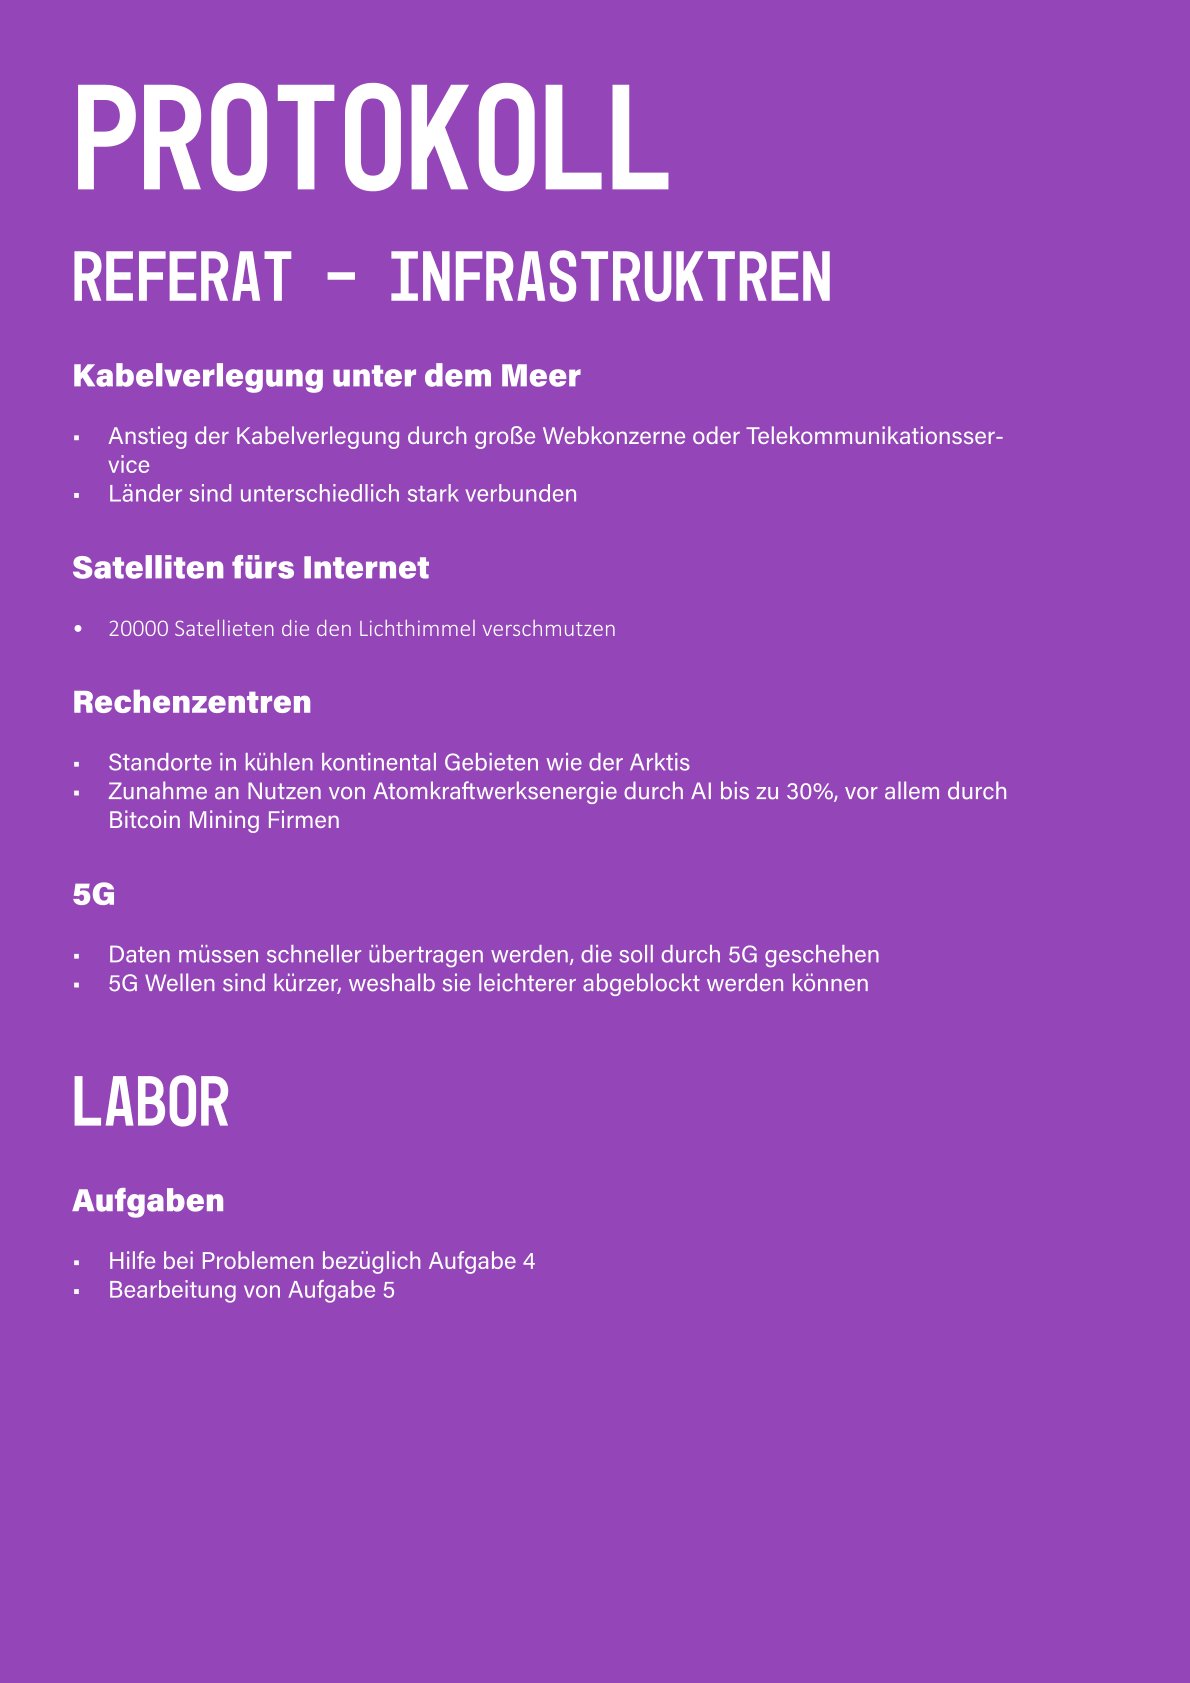 PROTOKOLL
REFERAT – INFRASTRUKTREN
Kabelverlegung unter dem Meer
▪ Anstieg der Kabelverlegung durch große Webkonzerne oder Telekommunikationsser-
vice
▪ Länder sind unterschiedlich stark verbunden
Satelliten fürs Internet
• 20000 Satellieten die den Lichthimmel verschmutzen
Rechenzentren
▪ Standorte in kühlen kontinental Gebieten wie der Arktis
▪ Zunahme an Nutzen von Atomkraftwerksenergie durch AI bis zu 30%, vor allem durch
Bitcoin Mining Firmen
5G
▪ Daten müssen schneller übertragen werden, die soll durch 5G geschehen
▪ 5G Wellen sind kürzer, weshalb sie leichterer abgeblockt werden können
LABOR
Aufgaben
▪ Hilfe bei Problemen bezüglich Aufgabe 4
▪ Bearbeitung von Aufgabe 5